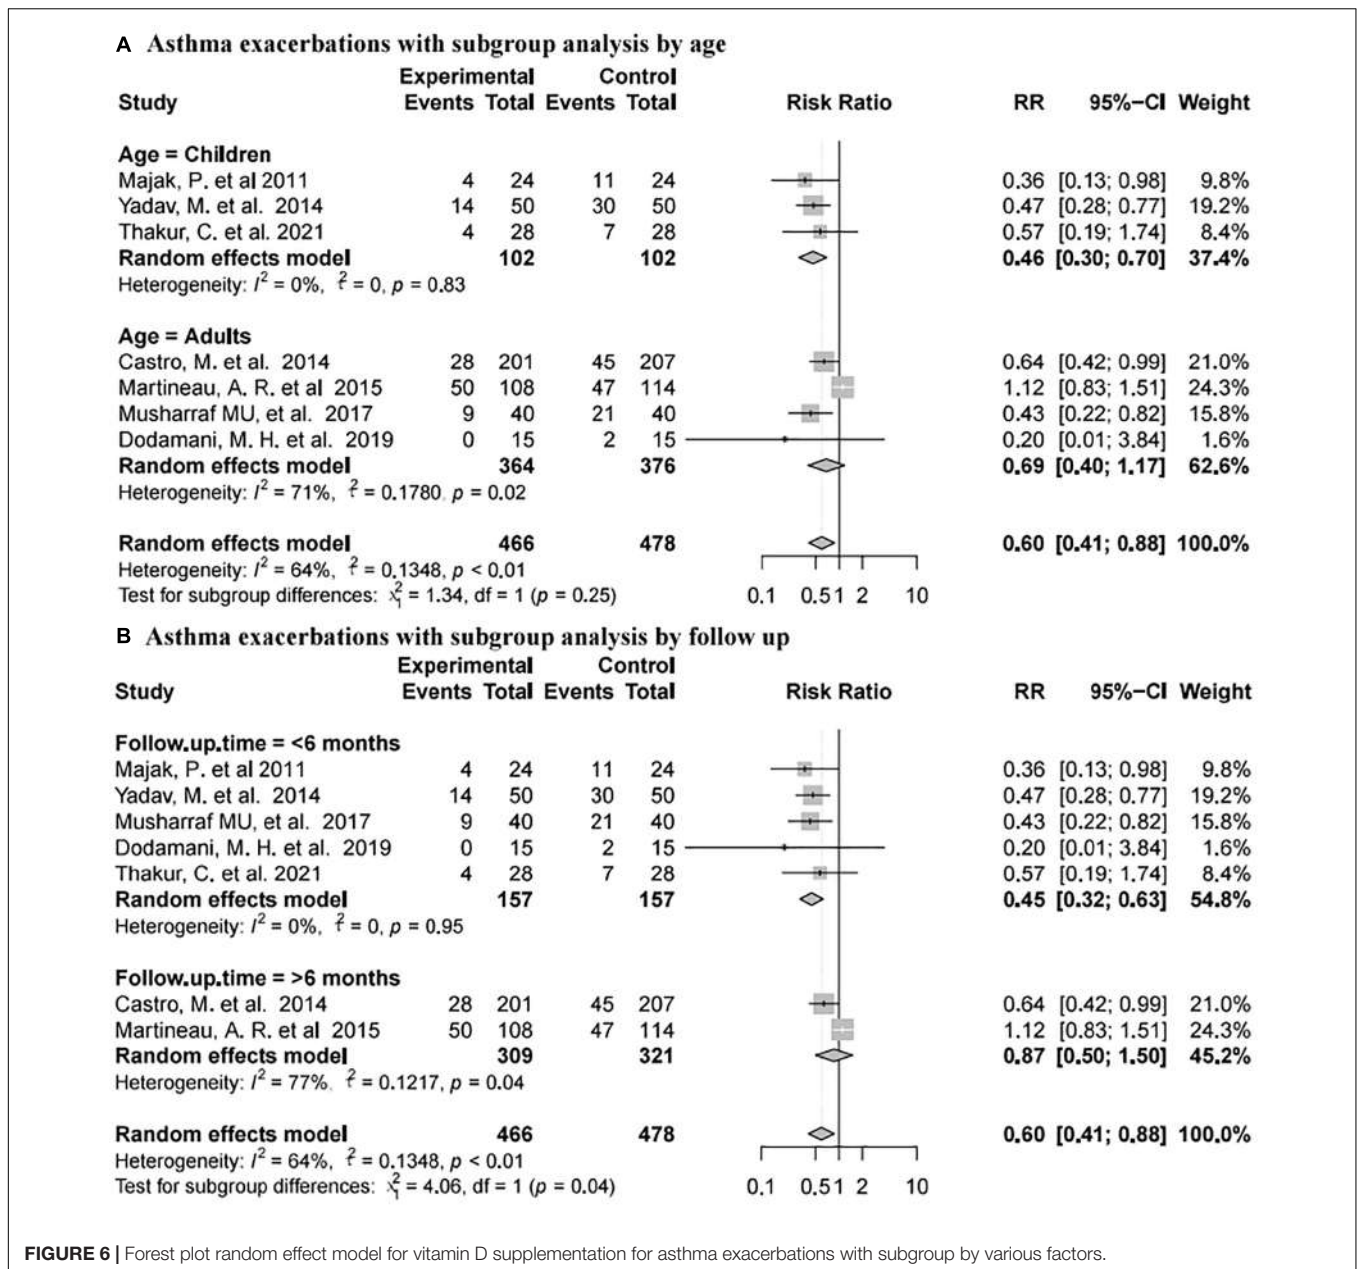 A Asthma exacerbations with subgroup analysis by age
Experimental Control
Study Events Total Events Total Risk Ratio RR 95%−CI Weight
Age = Children
Majak, P. et al 2011 4 24 11 24 0.36 [0.13; 0.98] 9.8%
Yadav, M. et al. 2014 14 50 30 50 0.47 [0.28; 0.77] 19.2%
Thakur, C. et al. 2021 4 28 7 28 0.57 [0.19; 1.74] 8.4%
Random effects model 102 102 0.46 [0.30; 0.70] 37.4%
Heterogeneity: I² = 0%, τ² = 0, p = 0.83
Age = Adults
Castro, M. et al. 2014 28 201 45 207 0.64 [0.42; 0.99] 21.0%
Martineau, A. R. et al 2015 50 108 47 114 1.12 [0.83; 1.51] 24.3%
Musharraf MU, et al. 2017 9 40 21 40 0.43 [0.22; 0.82] 15.8%
Dodamani, M. H. et al. 2019 0 15 2 15 0.20 [0.01; 3.84] 1.6%
Random effects model 364 376 0.69 [0.40; 1.17] 62.6%
Heterogeneity: I² = 71%, τ² = 0.1780, p = 0.02
Random effects model 466 478 0.60 [0.41; 0.88] 100.0%
Heterogeneity: I² = 64%, τ² = 0.1348, p < 0.01
Test for subgroup differences: χ²₁ = 1.34, df = 1 (p = 0.25) 0.1 0.5 1 2 10
B Asthma exacerbations with subgroup analysis by follow up
Experimental Control
Study Events Total Events Total Risk Ratio RR 95%−CI Weight
Follow.up.time = <6 months
Majak, P. et al 2011 4 24 11 24 0.36 [0.13; 0.98] 9.8%
Yadav, M. et al. 2014 14 50 30 50 0.47 [0.28; 0.77] 19.2%
Musharraf MU, et al. 2017 9 40 21 40 0.43 [0.22; 0.82] 15.8%
Dodamani, M. H. et al. 2019 0 15 2 15 0.20 [0.01; 3.84] 1.6%
Thakur, C. et al. 2021 4 28 7 28 0.57 [0.19; 1.74] 8.4%
Random effects model 157 157 0.45 [0.32; 0.63] 54.8%
Heterogeneity: I² = 0%, τ² = 0, p = 0.95
Follow.up.time = >6 months
Castro, M. et al. 2014 28 201 45 207 0.64 [0.42; 0.99] 21.0%
Martineau, A. R. et al 2015 50 108 47 114 1.12 [0.83; 1.51] 24.3%
Random effects model 309 321 0.87 [0.50; 1.50] 45.2%
Heterogeneity: I² = 77%, τ² = 0.1217, p = 0.04
Random effects model 466 478 0.60 [0.41; 0.88] 100.0%
Heterogeneity: I² = 64%, τ² = 0.1348, p < 0.01
Test for subgroup differences: χ²₁ = 4.06, df = 1 (p = 0.04) 0.1 0.5 1 2 10
FIGURE 6 | Forest plot random effect model for vitamin D supplementation for asthma exacerbations with subgroup by various factors.